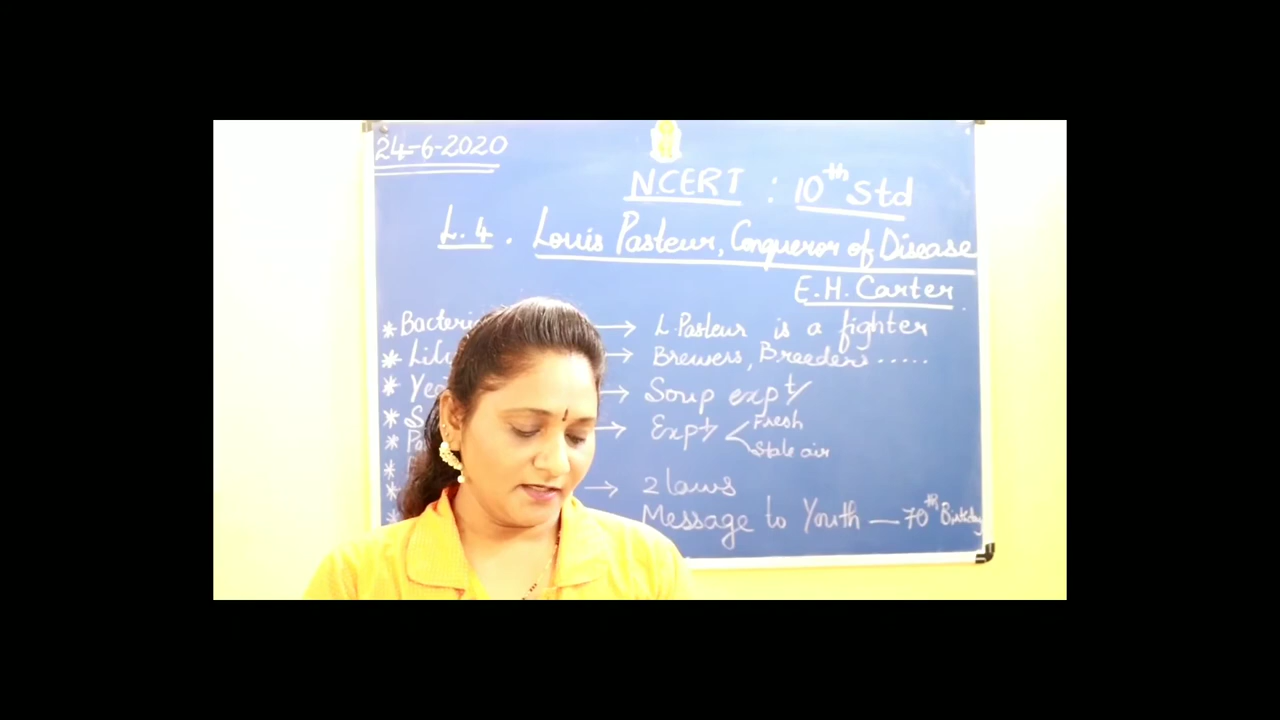 24-6-2020
N.CERT : 10th std
L.4. Louis Pasteur, Conqueror of Disease
E.H. Carter
* → L.Pasteur is a fighter
* → Brewers, Breeders.....
* → Soup expt/
* → Expt/ < Fresh
Stale air
* → 2 laws
* Message to Youth — 70th Birthday